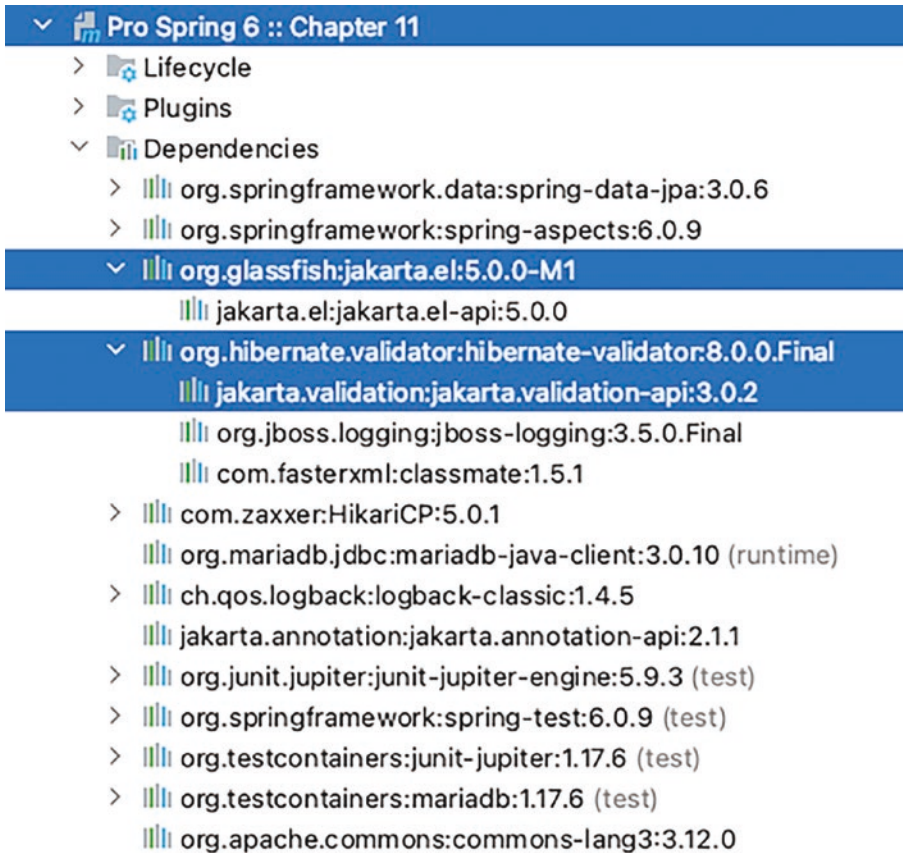 Pro Spring 6 :: Chapter 11
Lifecycle
Plugins
Dependencies
org.springframework.data:spring-data-jpa:3.0.6
org.springframework:spring-aspects:6.0.9
org.glassfish:jakarta.el:5.0.0-M1
jakarta.el:jakarta.el-api:5.0.0
org.hibernate.validator:hibernate-validator:8.0.0.Final
jakarta.validation:jakarta.validation-api:3.0.2
org.jboss.logging:jboss-logging:3.5.0.Final
com.fasterxml:classmate:1.5.1
com.zaxxer:HikariCP:5.0.1
org.mariadb.jdbc:mariadb-java-client:3.0.10 (runtime)
ch.qos.logback:logback-classic:1.4.5
jakarta.annotation:jakarta.annotation-api:2.1.1
org.junit.jupiter:junit-jupiter-engine:5.9.3 (test)
org.springframework:spring-test:6.0.9 (test)
org.testcontainers:junit-jupiter:1.17.6 (test)
org.testcontainers:mariadb:1.17.6 (test)
org.apache.commons:commons-lang3:3.12.0